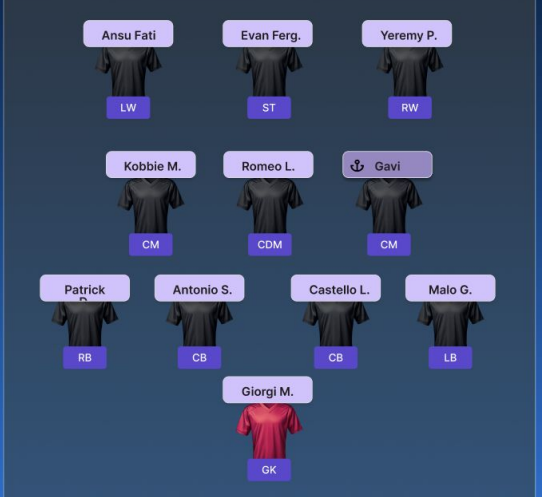 Ansu Fati
Evan Ferg.
Yeremy P.
LW
ST
RW
Kobbie M.
Romeo L.
Gavi
CM
CDM
CM
Patrick
Antonio S.
Castello L.
Malo G.
RB
CB
CB
LB
Giorgi M.
GK